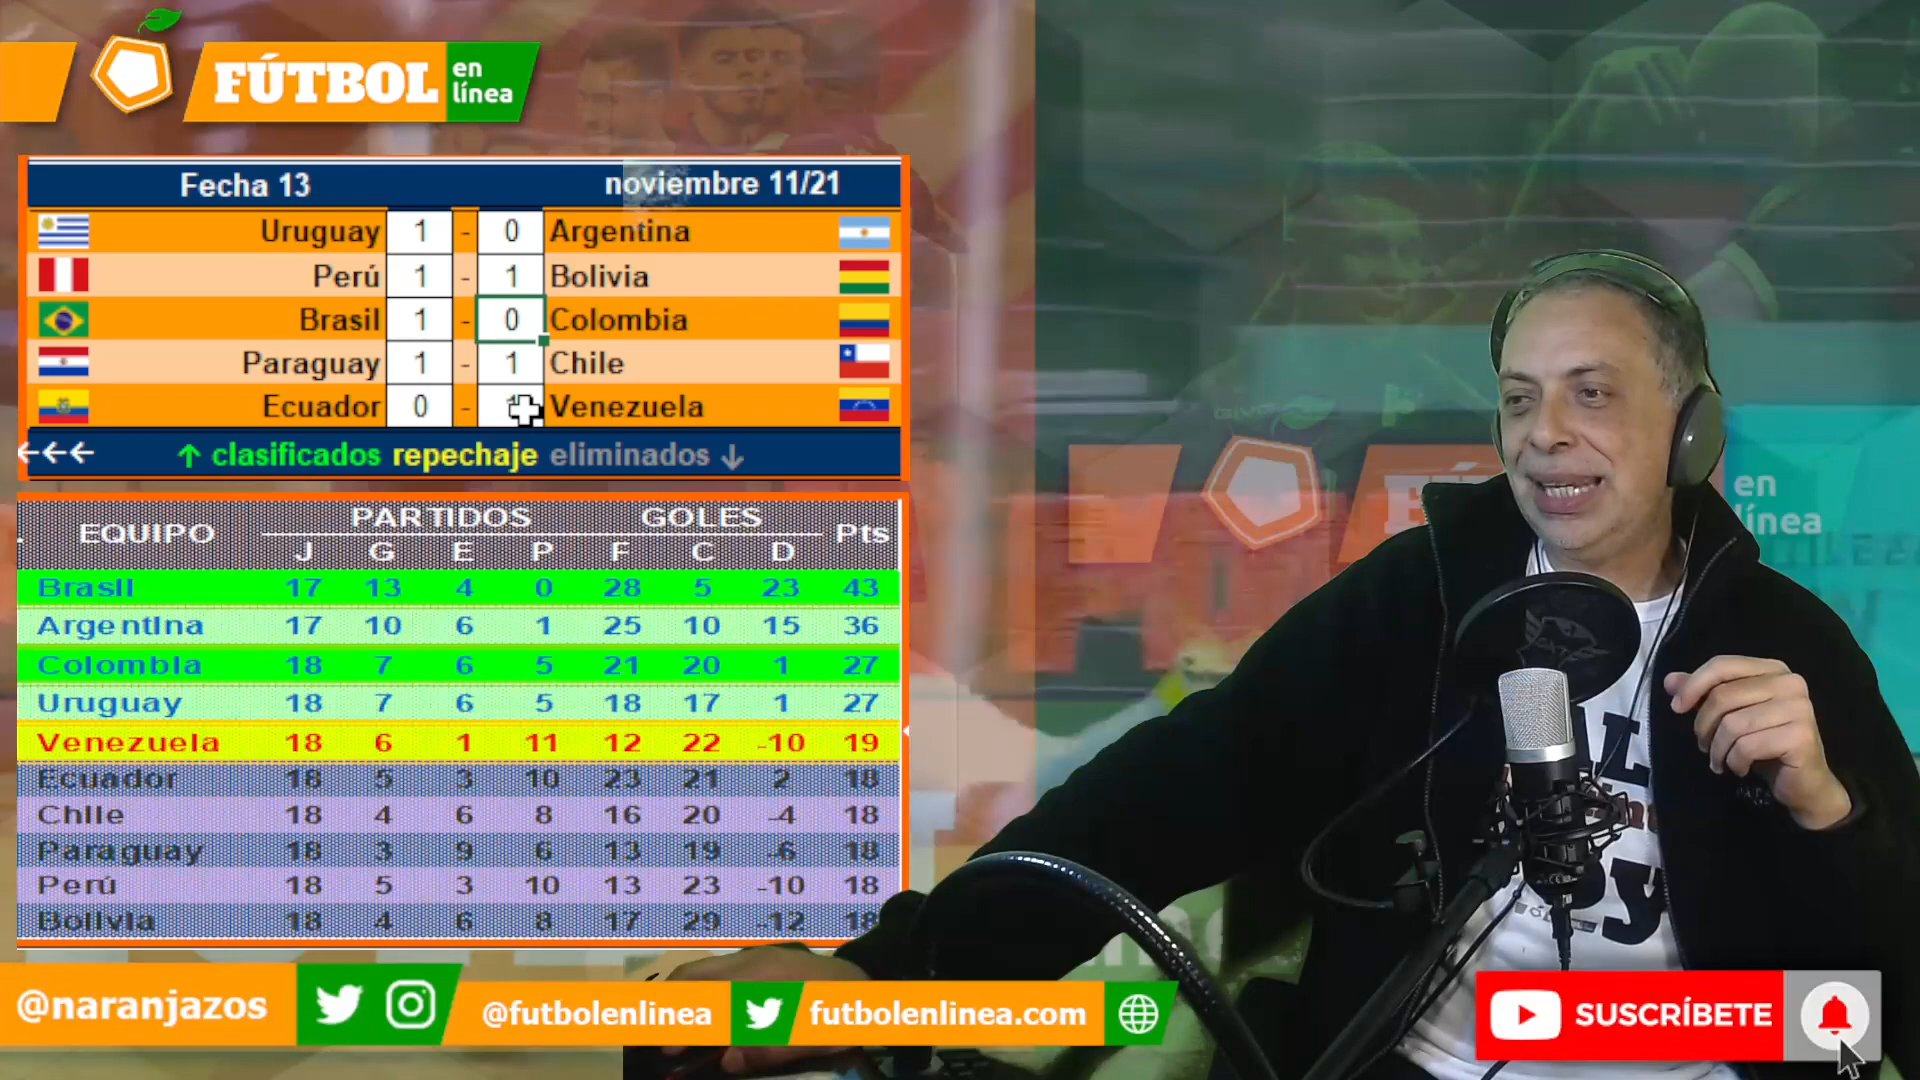 FÚTBOL en línea
Fecha 13 noviembre 11/21
Uruguay 1 - 0 Argentina
Perú 1 - 1 Bolivia
Brasil 1 - 0 Colombia
Paraguay 1 - 1 Chile
Ecuador 0 - Venezuela
←←← ↑ clasificados repechaje eliminados ↓
EQUIPO PARTIDOS GOLES Pts
J G E P F C D
Brasil 17 13 4 0 28 5 23 43
Argentina 17 10 6 1 25 10 15 36
Colombia 18 7 6 5 21 20 1 27
Uruguay 18 7 6 5 18 17 1 27
Venezuela 18 6 1 11 12 22 -10 19
Ecuador 18 5 3 10 23 21 2 18
Chile 18 4 6 8 16 20 -4 18
Paraguay 18 3 9 6 13 19 -6 18
Perú 18 5 3 10 13 23 -10 18
Bolivia 18 4 6 8 17 29 -12 18
en
línea
@naranjazos
@futbolenlinea
futbolenlinea.com
SUSCRÍBETE